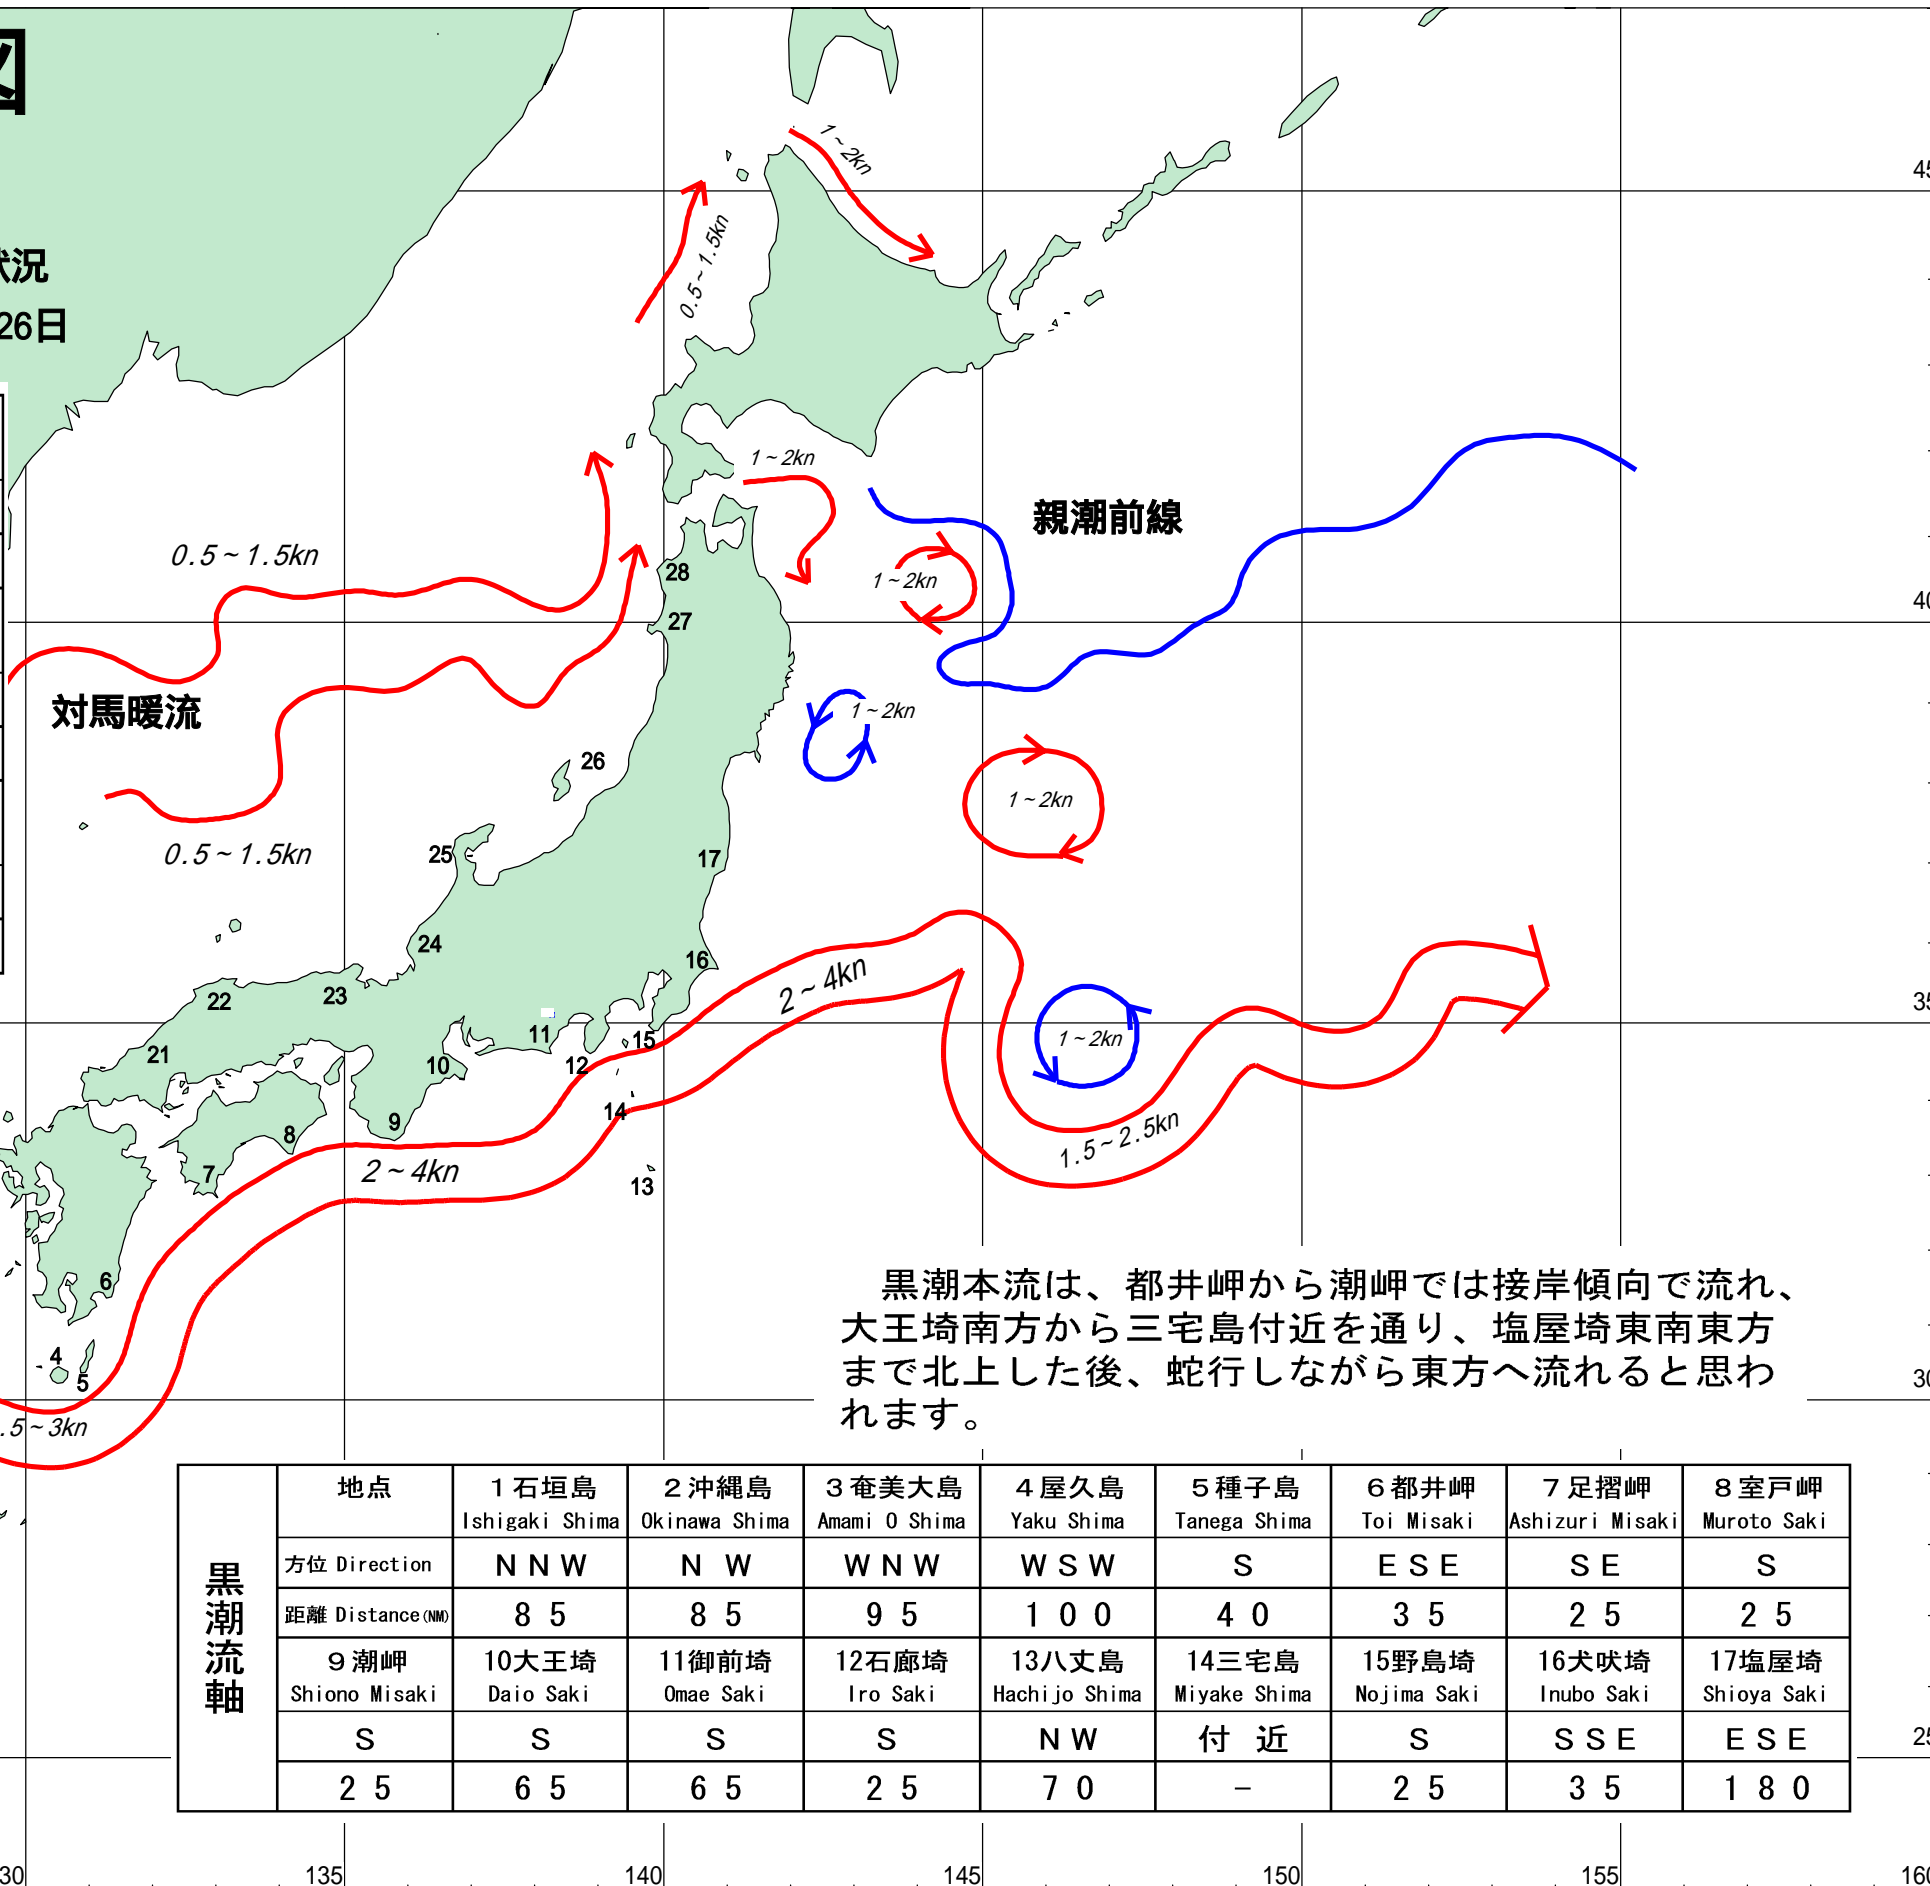 図
状況
26日
45
1~2kn
0.5~1.5kn
1~2kn
親潮前線
0.5~1.5kn
28
1~2kn
40
27
対馬暖流
1~2kn
26
1~2kn
0.5~1.5kn
25
17
24
16
2~4kn
22
23
35
11
15
1~2kn
21
10
12
14
9
8
1.5~2.5kn
7
2~4kn
13
6
黒潮本流は、都井岬から潮岬では接岸傾向で流れ、
大王埼南方から三宅島付近を通り、塩屋埼東南東方
まで北上した後、蛇行しながら東方へ流れると思わ
れます。
4
5
30
.5~3kn
黒潮流軸
地点 1石垣島 2沖縄島 3奄美大島 4屋久島 5種子島 6都井岬 7足摺岬 8室戸岬
Ishigaki Shima Okinawa Shima Amami O Shima Yaku Shima Tanega Shima Toi Misaki Ashizuri Misaki Muroto Saki
方位 Direction NNW NW WNW WSW S ESE SE S
距離 Distance(NM) 85 85 95 100 40 35 25 25
9潮岬 10大王埼 11御前埼 12石廊埼 13八丈島 14三宅島 15野島埼 16犬吠埼 17塩屋埼
Shiono Misaki Daio Saki Omae Saki Iro Saki Hachijo Shima Miyake Shima Nojima Saki Inubo Saki Shioya Saki
S S S S NW 付近 S SSE ESE
25 65 65 25 70 - 25 35 180
25
30 135 140 145 150 155 160